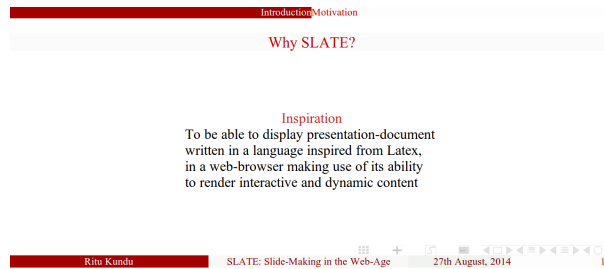 Introduction Motivation
Why SLATE?
Inspiration
To be able to display presentation-document
written in a language inspired from Latex,
in a web-browser making use of its ability
to render interactive and dynamic content
Ritu Kundu SLATE: Slide-Making in the Web-Age 27th August, 2014 1